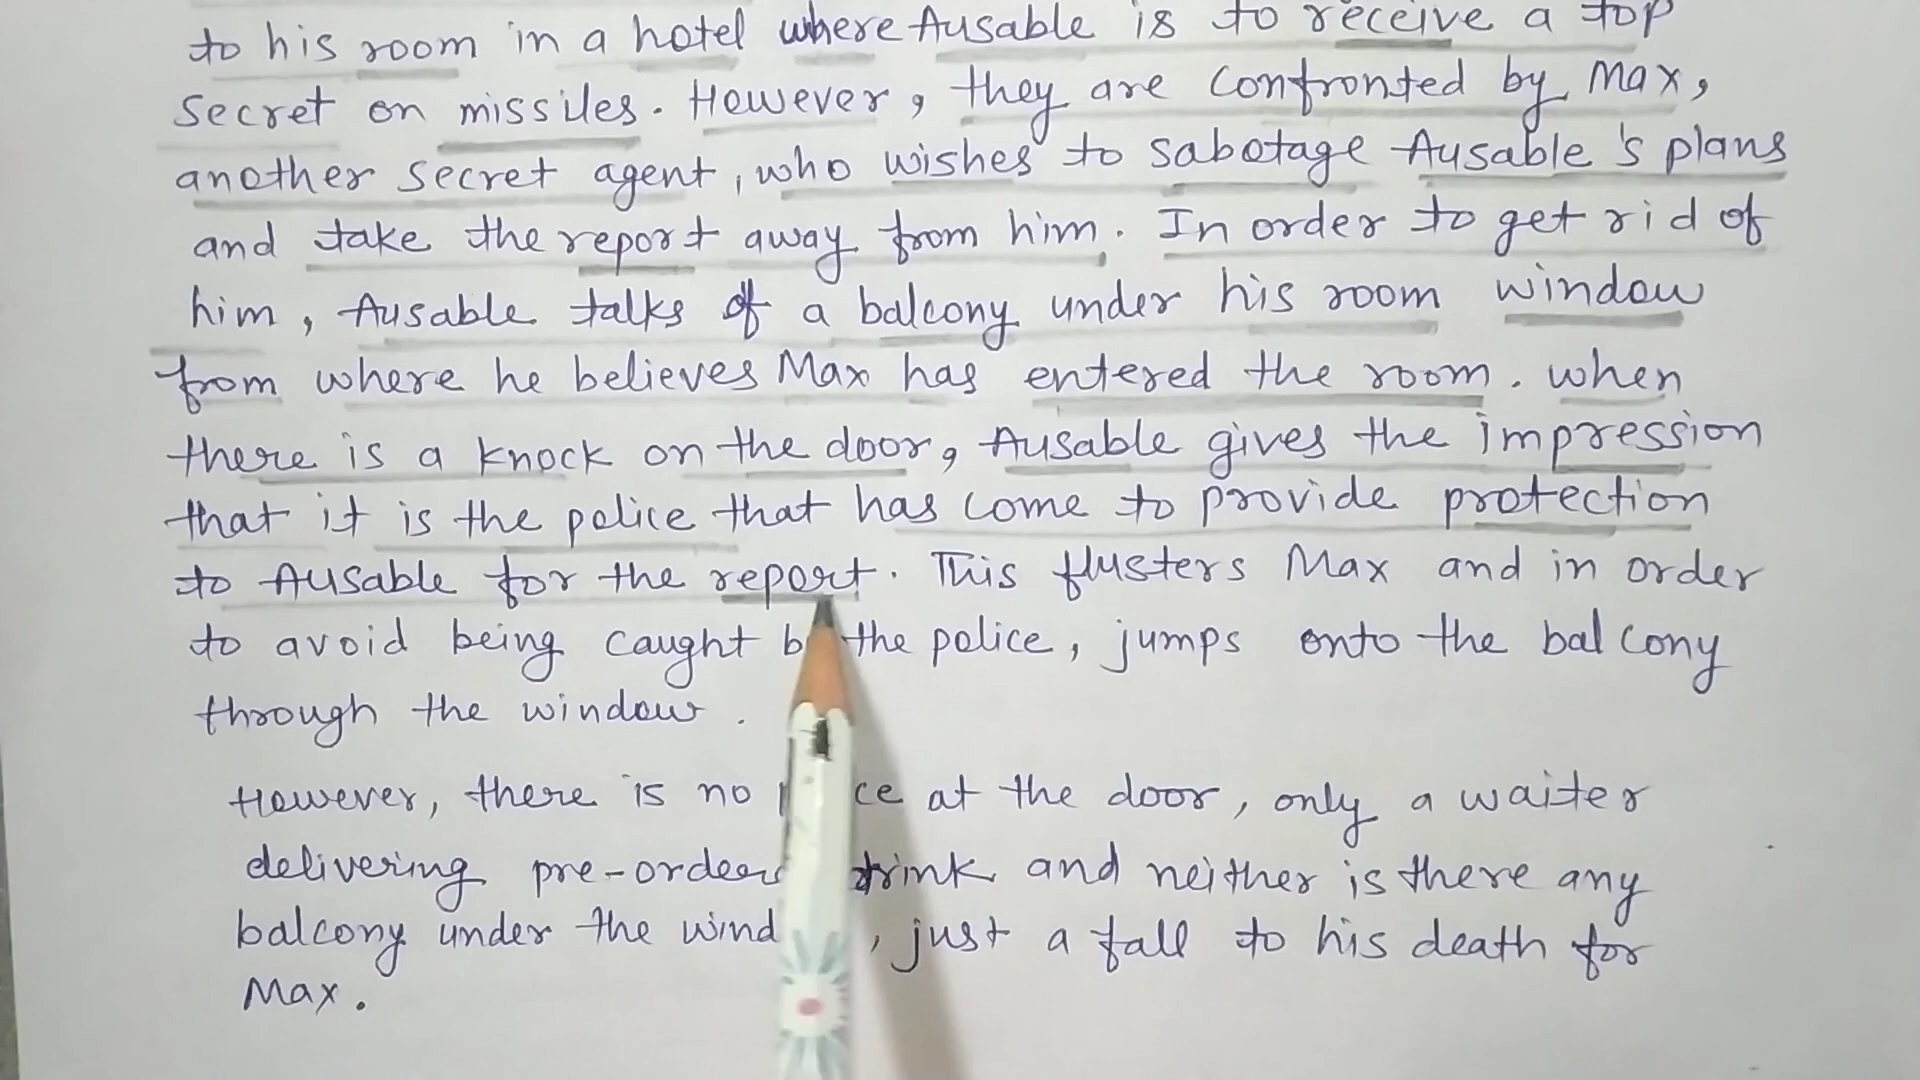 to his room in a hotel where Ausable is to receive a top
secret on missiles. However, they are confronted by Max,
another secret agent, who wishes to sabotage Ausable's plans
and take the report away from him. In order to get rid of
him, Ausable talks of a balcony under his room window
from where he believes Max has entered the room. when
there is a knock on the door, Ausable gives the impression
that it is the police that has come to provide protection
to Ausable for the report. This flusters Max and in order
to avoid being caught the police, jumps onto the balcony
through the window.
However, there is no at the door, only a waiter
delivering drink and neither is there any
balcony under the , just a fall to his death for
Max.